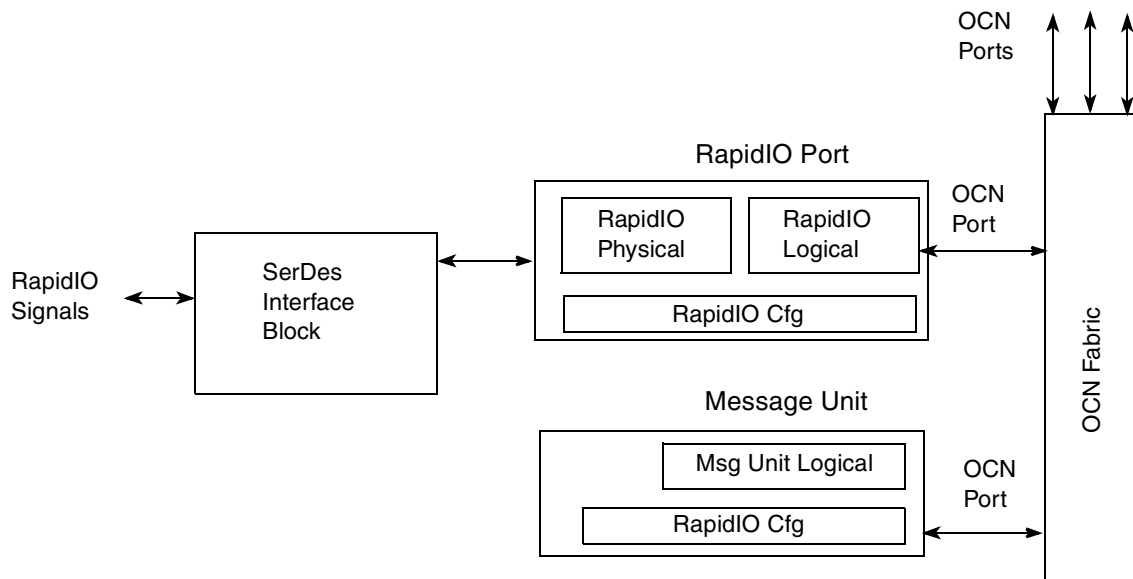 OCN
Ports
RapidIO Port
RapidIO
Physical
RapidIO
Logical
OCN
Port
RapidIO
Signals
SerDes
Interface
Block
RapidIO Cfg
OCN Fabric
Message Unit
Msg Unit Logical
RapidIO Cfg
OCN
Port